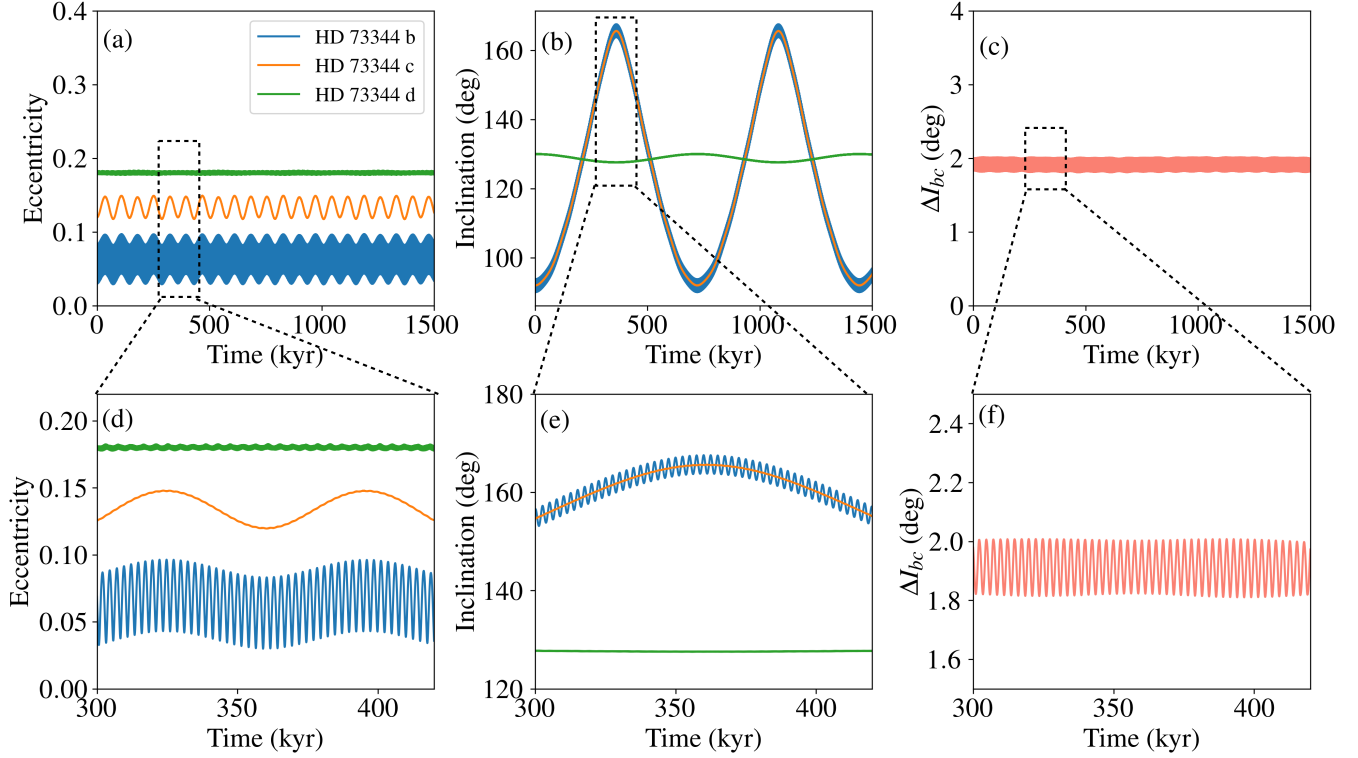 (a)
HD 73344 b
HD 73344 c
HD 73344 d
0.4
0.3
0.2
0.1
0.0
Eccentricity
0
500
1000
1500
Time (kyr)
(b)
160
140
120
100
Inclination (deg)
0
500
1000
1500
Time (kyr)
(c)
4
3
2
1
0
ΔI_bc (deg)
0
500
1000
1500
Time (kyr)
(d)
0.20
0.15
0.10
0.05
0.00
Eccentricity
300
350
400
Time (kyr)
(e)
180
160
140
120
Inclination (deg)
300
350
400
Time (kyr)
(f)
2.4
2.2
2.0
1.8
1.6
ΔI_bc (deg)
300
350
400
Time (kyr)